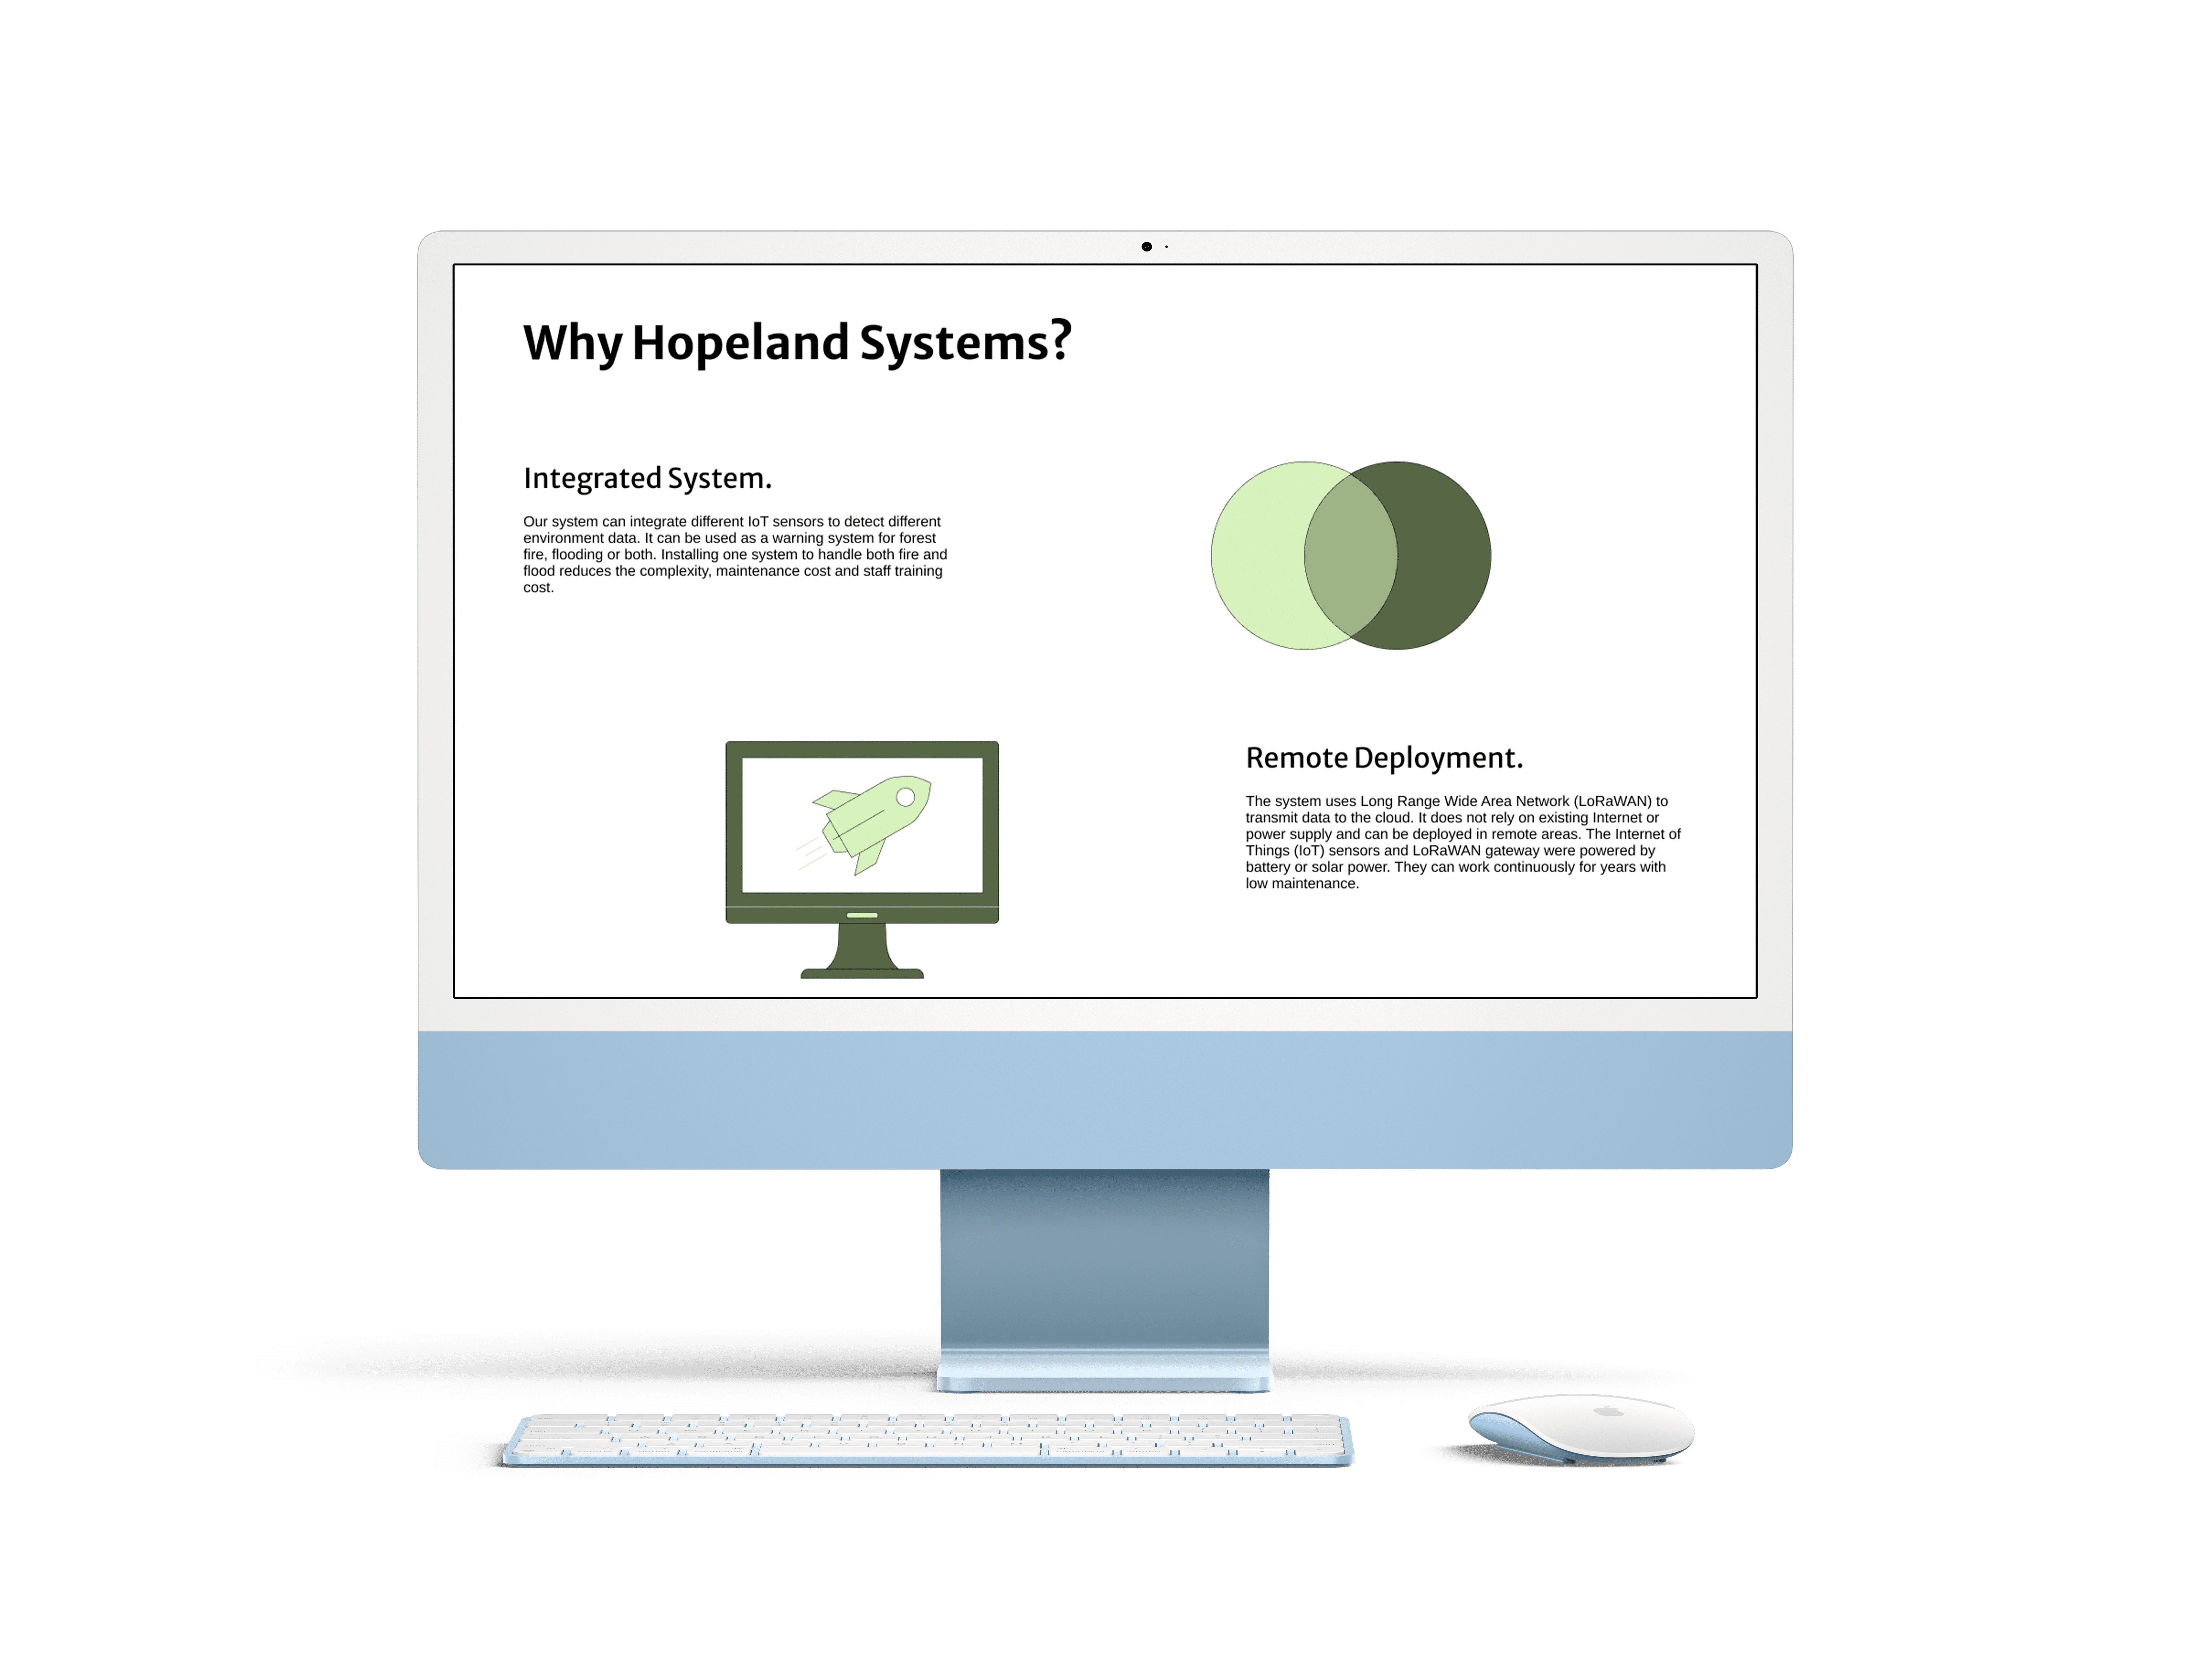 Why Hopeland Systems?
Integrated System.
Our system can integrate different IoT sensors to detect different
environment data. It can be used as a warning system for forest
fire, flooding or both. Installing one system to handle both fire and
flood reduces the complexity, maintenance cost and staff training
cost.
Remote Deployment.
The system uses Long Range Wide Area Network (LoRaWAN) to
transmit data to the cloud. It does not rely on existing Internet or
power supply and can be deployed in remote areas. The Internet of
Things (IoT) sensors and LoRaWAN gateway were powered by
battery or solar power. They can work continuously for years with
low maintenance.